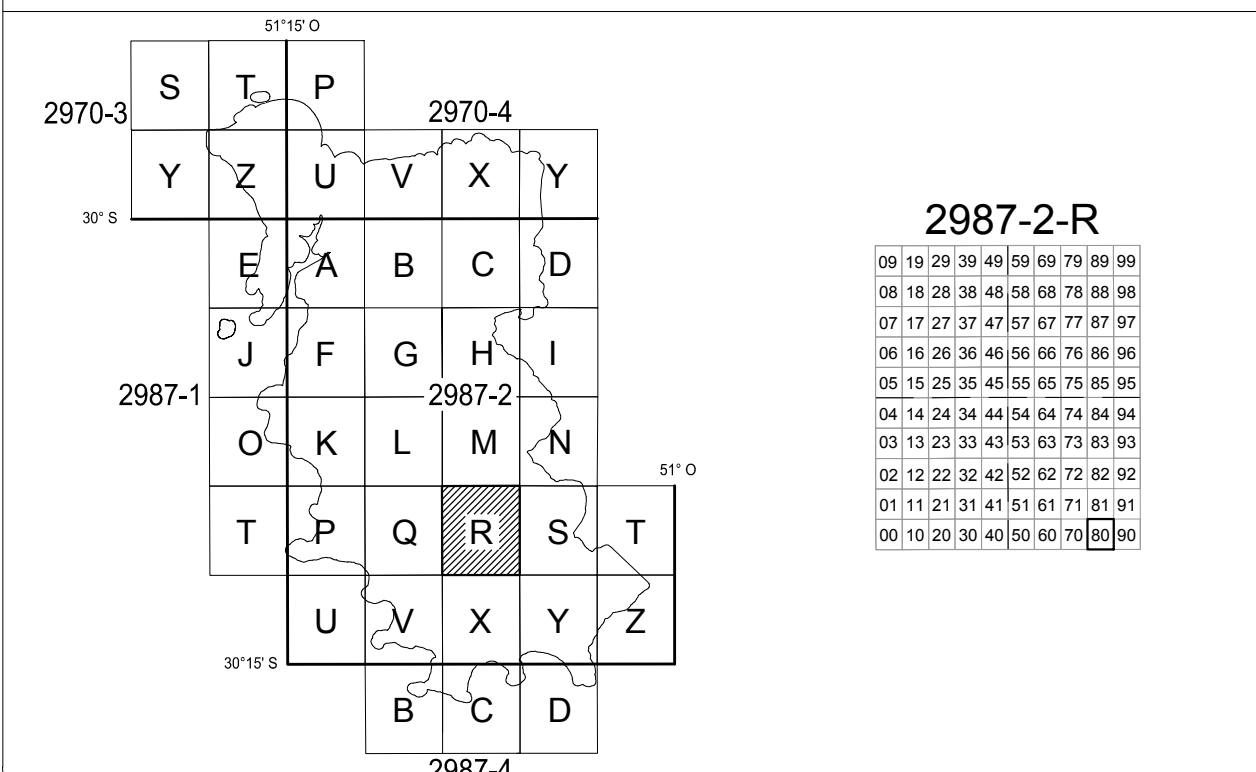 51°15' O
S T P
2970-3 2970-4
Y Z U V X Y
30° S
E A B C D
J F G H I
2987-1 2987-2
O K L M N
51° O
T P Q R S T
U V X Y Z
30°15' S
B C D
2987-4
2987-2-R
09 19 29 39 49 59 69 79 89 99
08 18 28 38 48 58 68 78 88 98
07 17 27 37 47 57 67 77 87 97
06 16 26 36 46 56 66 76 86 96
05 15 25 35 45 55 65 75 85 95
04 14 24 34 44 54 64 74 84 94
03 13 23 33 43 53 63 73 83 93
02 12 22 32 42 52 62 72 82 92
01 11 21 31 41 51 61 71 81 91
00 10 20 30 40 50 60 70 80 90